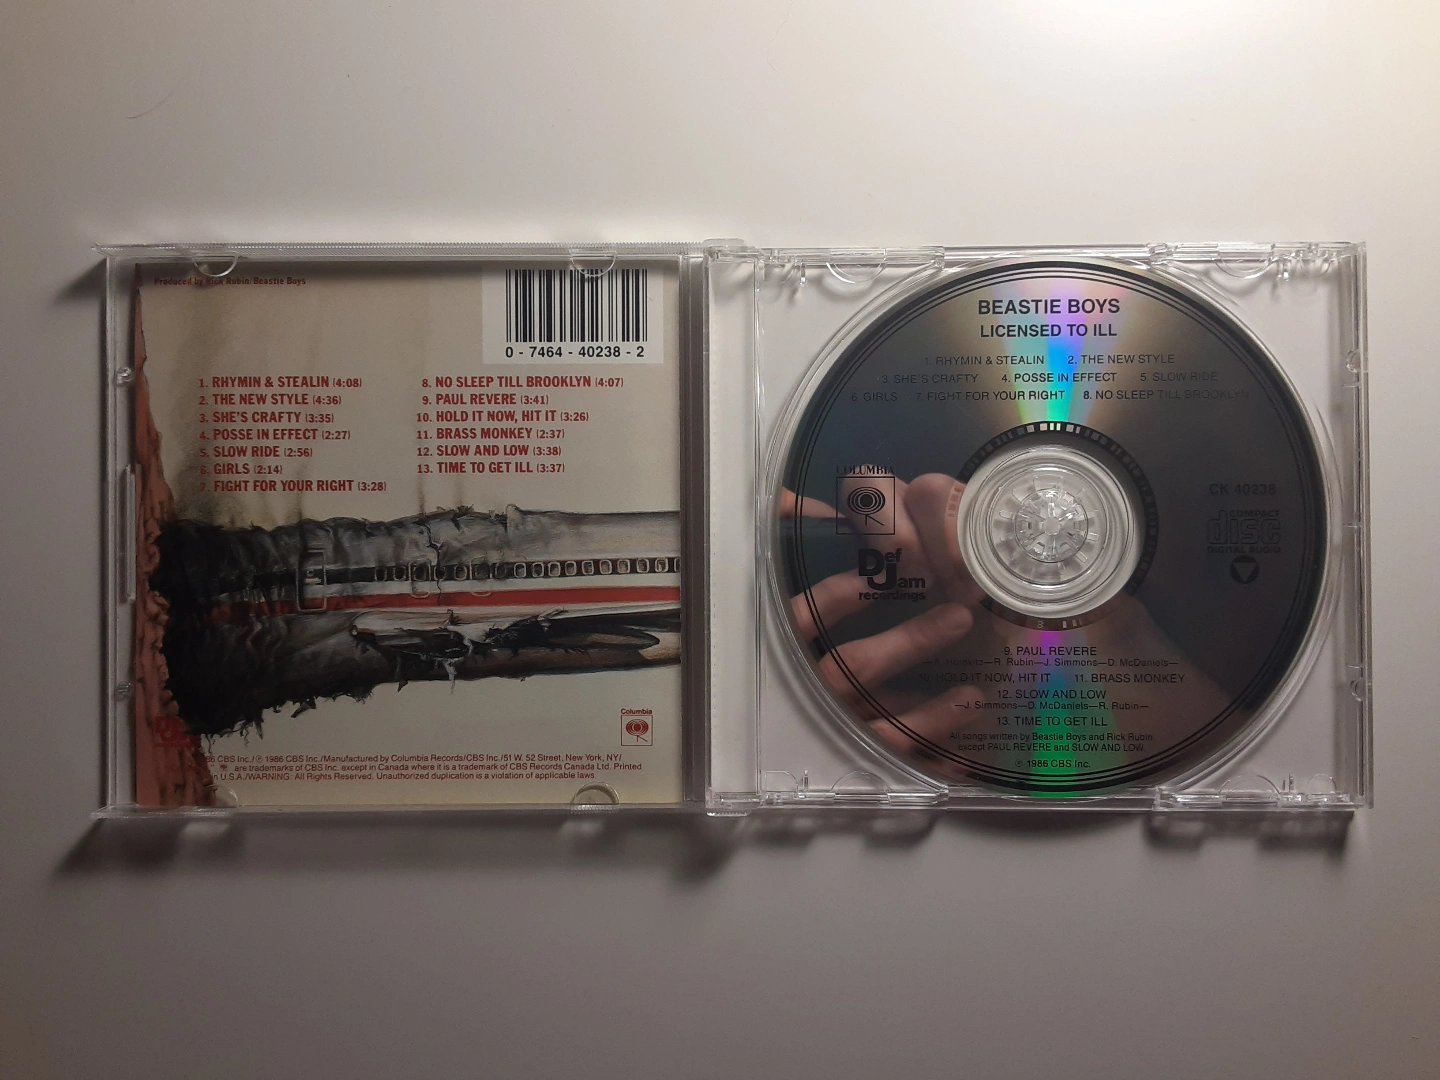 Produced by Rick Rubin/Beastie Boys
0 - 7464 - 40238 - 2
1. RHYMIN & STEALIN (4:08)
2. THE NEW STYLE (4:36)
3. SHE'S CRAFTY (3:35)
4. POSSE IN EFFECT (2:27)
5. SLOW RIDE (2:56)
6. GIRLS (2:14)
7. FIGHT FOR YOUR RIGHT (3:28)
8. NO SLEEP TILL BROOKLYN (4:07)
9. PAUL REVERE (3:41)
10. HOLD IT NOW, HIT IT (3:26)
11. BRASS MONKEY (2:37)
12. SLOW AND LOW (3:38)
13. TIME TO GET ILL (3:37)
Columbia
CBS Inc./℗ 1986 CBS Inc./Manufactured by Columbia Records/CBS Inc./51 W. 52 Street, New York, NY/
are trademarks of CBS Inc. except in Canada where it is a trademark of CBS Records Canada Ltd. Printed
in U.S.A./WARNING: All Rights Reserved. Unauthorized duplication is a violation of applicable laws.
BEASTIE BOYS
LICENSED TO ILL
1. RHYMIN & STEALIN 2. THE NEW STYLE
3. SHE'S CRAFTY 4. POSSE IN EFFECT 5. SLOW RIDE
6. GIRLS 7. FIGHT FOR YOUR RIGHT 8. NO SLEEP TILL BROOKLYN
COLUMBIA
Def
Jam
recordings
CK 40238
COMPACT
disc
DIGITAL AUDIO
9. PAUL REVERE
R. Rubin—J. Simmons—D. McDaniels—
10. HOLD IT NOW, HIT IT 11. BRASS MONKEY
12. SLOW AND LOW
—J. Simmons—D. McDaniels—R. Rubin—
13. TIME TO GET ILL
All songs written by Beastie Boys and Rick Rubin
except PAUL REVERE and SLOW AND LOW
℗ 1986 CBS Inc.